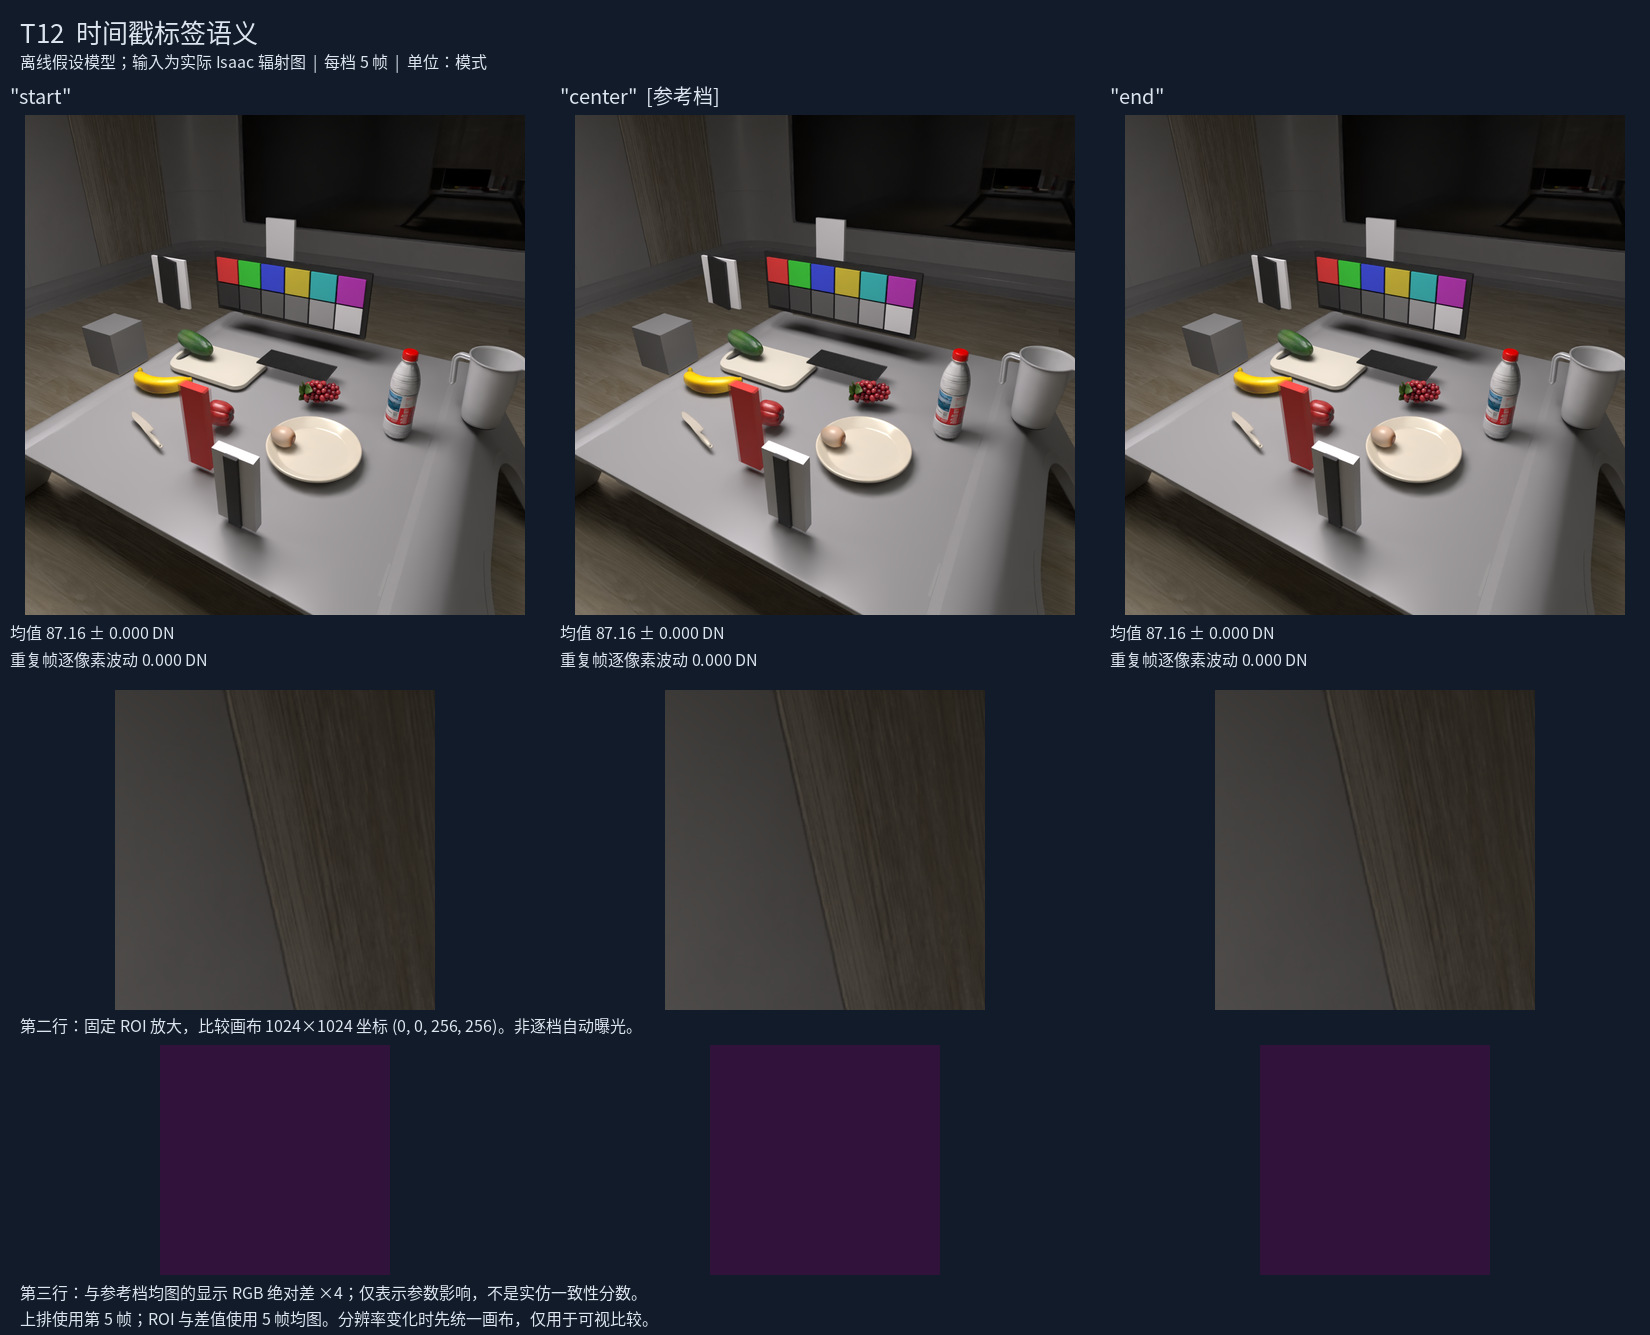 T12 时间戳标签语义
离线假设模型；输入为实际 Isaac 辐射图 | 每档 5 帧 | 单位：模式
"start"
"center" [参考档]
"end"
均值 87.16 ± 0.000 DN
重复帧逐像素波动 0.000 DN
均值 87.16 ± 0.000 DN
重复帧逐像素波动 0.000 DN
均值 87.16 ± 0.000 DN
重复帧逐像素波动 0.000 DN
第二行：固定 ROI 放大，比较画布 1024×1024 坐标 (0, 0, 256, 256)。非逐档自动曝光。
第三行：与参考档均图的显示 RGB 绝对差 ×4；仅表示参数影响，不是实仿一致性分数。
上排使用第 5 帧；ROI 与差值使用 5 帧均图。分辨率变化时先统一画布，仅用于可视比较。